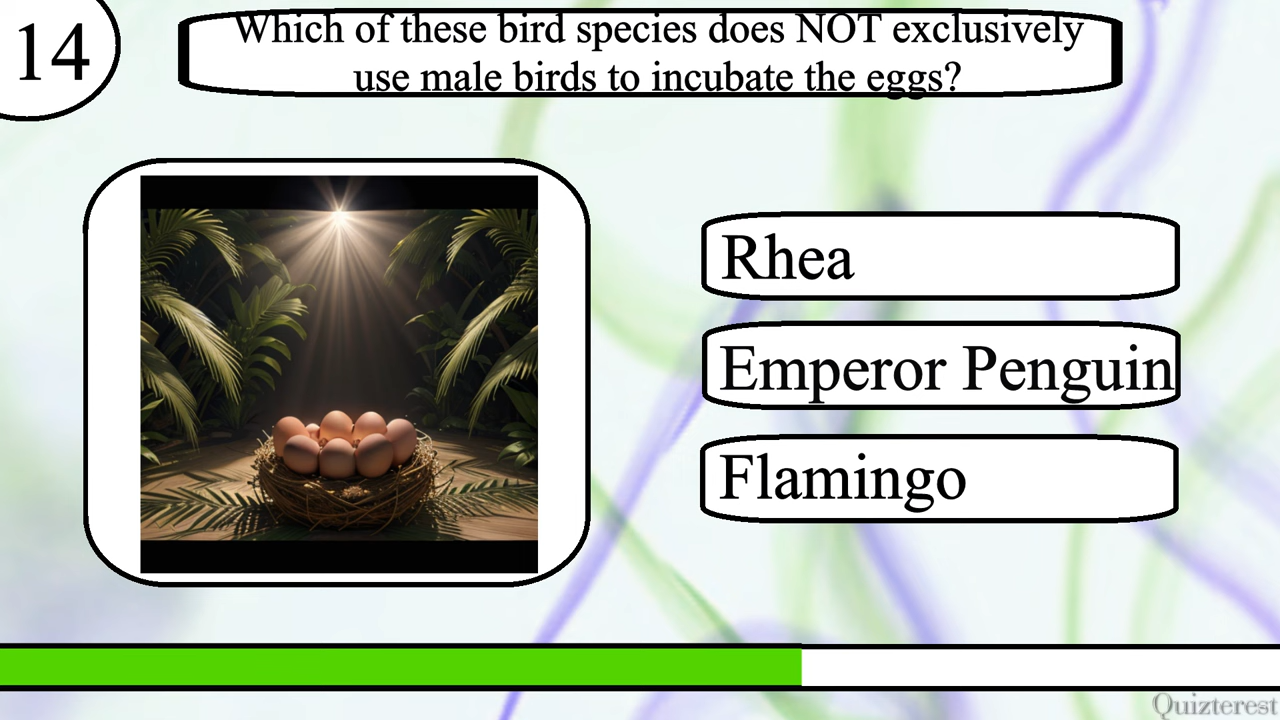 14
Which of these bird species does NOT exclusively
use male birds to incubate the eggs?
Rhea
Emperor Penguin
Flamingo
Quizterest